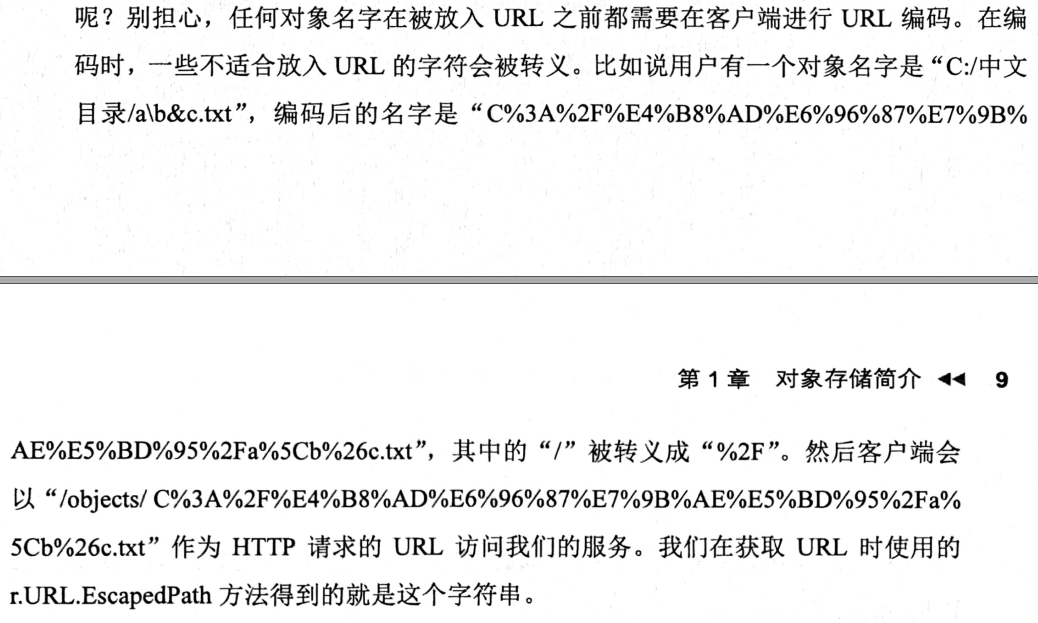 呢？别担心，任何对象名字在被放入 URL 之前都需要在客户端进行 URL 编码。在编
码时，一些不适合放入 URL 的字符会被转义。比如说用户有一个对象名字是“C:/中文
目录/a\b&c.txt”，编码后的名字是“C%3A%2F%E4%B8%AD%E6%96%87%E7%9B%
第 1 章 对象存储简介 ◀◀ 9
AE%E5%BD%95%2Fa%5Cb%26c.txt”，其中的“/”被转义成“%2F”。然后客户端会
以“/objects/ C%3A%2F%E4%B8%AD%E6%96%87%E7%9B%AE%E5%BD%95%2Fa%
5Cb%26c.txt”作为 HTTP 请求的 URL 访问我们的服务。我们在获取 URL 时使用的
r.URL.EscapedPath 方法得到的就是这个字符串。